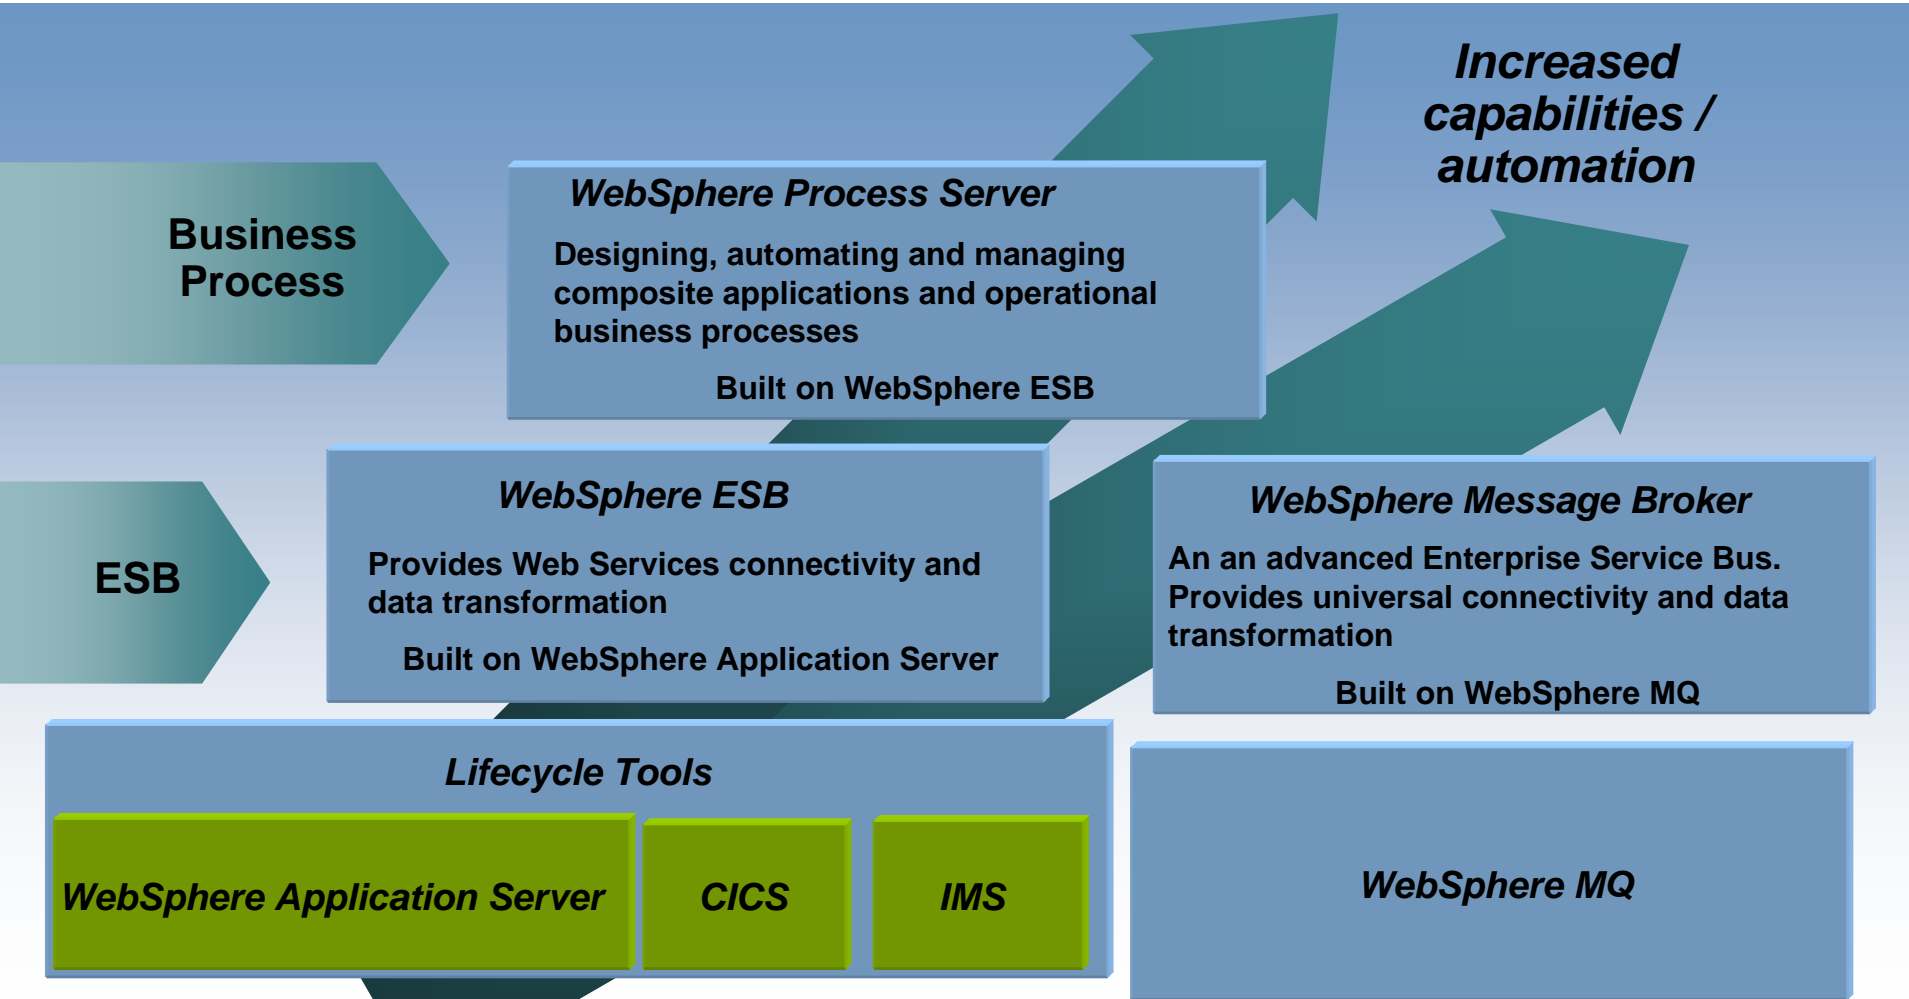 Increased
capabilities /
automation
Business
Process
WebSphere Process Server
Designing, automating and managing
composite applications and operational
business processes
Built on WebSphere ESB
ESB
WebSphere ESB
Provides Web Services connectivity and
data transformation
Built on WebSphere Application Server
WebSphere Message Broker
An an advanced Enterprise Service Bus.
Provides universal connectivity and data
transformation
Built on WebSphere MQ
Lifecycle Tools
WebSphere Application Server
CICS
IMS
WebSphere MQ